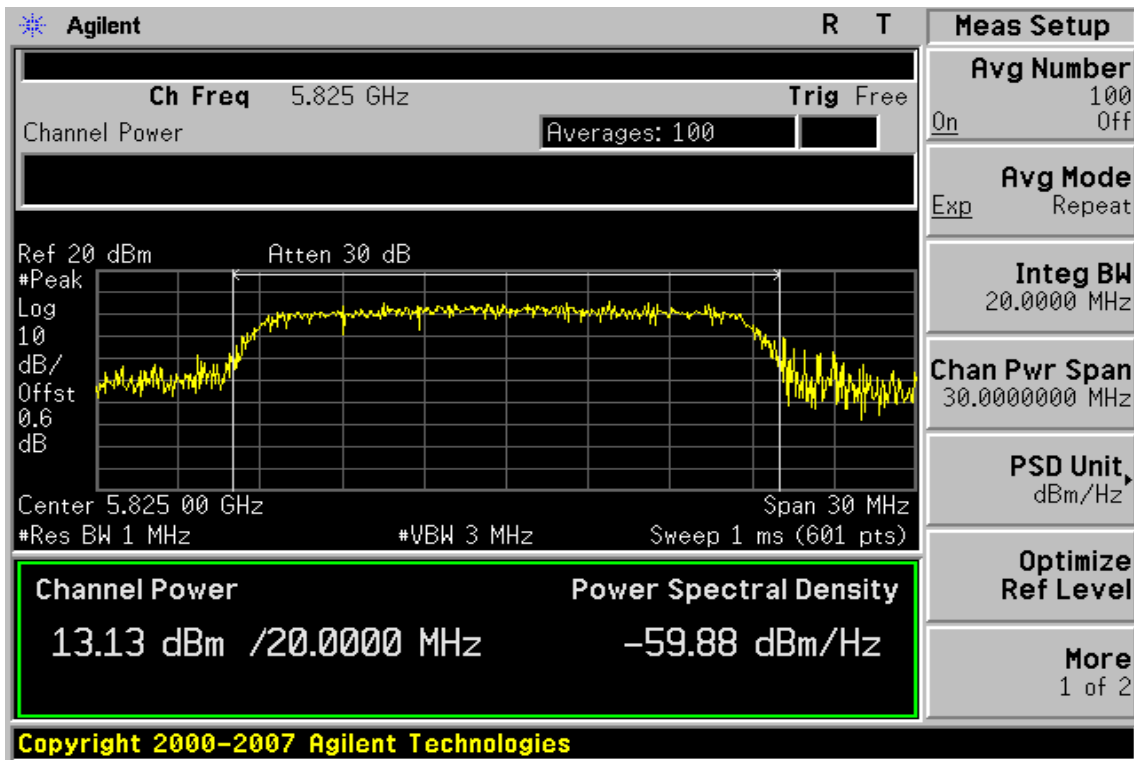 Agilent
R T
Ch Freq 5.825 GHz
Trig Free
Channel Power
Averages: 100
Ref 20 dBm
Atten 30 dB
#Peak
Log
10
dB/
Offst
0.6
dB
Center 5.825 00 GHz
Span 30 MHz
#Res BW 1 MHz
#VBW 3 MHz
Sweep 1 ms (601 pts)
Channel Power
Power Spectral Density
13.13 dBm /20.0000 MHz
-59.88 dBm/Hz
Copyright 2000-2007 Agilent Technologies
Meas Setup
Avg Number
100
On Off
Avg Mode
Exp Repeat
Integ BW
20.0000 MHz
Chan Pwr Span
30.0000000 MHz
PSD Unit
dBm/Hz
Optimize
Ref Level
More
1 of 2